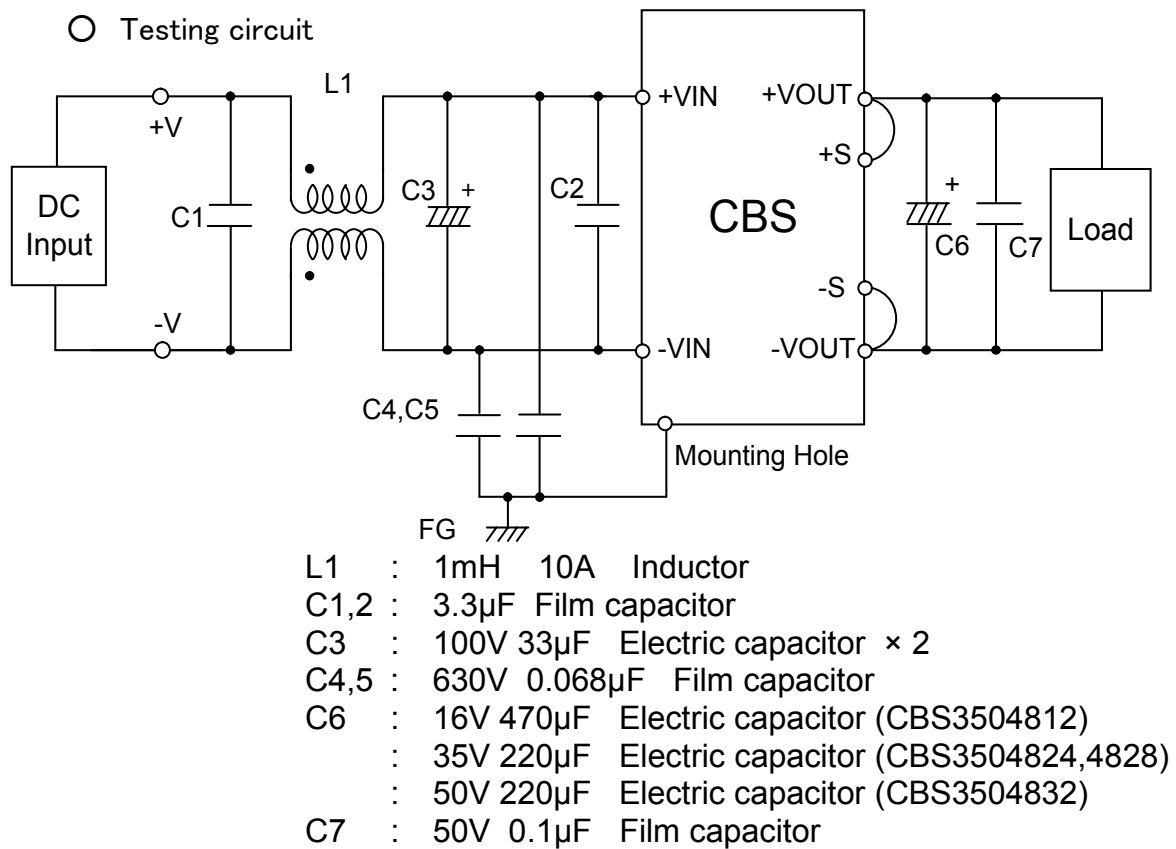 ○ Testing circuit
L1
+V
+VIN
+VOUT
+S
DC
Input
C1
C3
+
C2
CBS
+
C6
C7
Load
-S
-V
-VIN
-VOUT
C4,C5
Mounting Hole
FG
L1 : 1mH 10A Inductor
C1,2 : 3.3µF Film capacitor
C3 : 100V 33µF Electric capacitor × 2
C4,5 : 630V 0.068µF Film capacitor
C6 : 16V 470µF Electric capacitor (CBS3504812)
: 35V 220µF Electric capacitor (CBS3504824,4828)
: 50V 220µF Electric capacitor (CBS3504832)
C7 : 50V 0.1µF Film capacitor